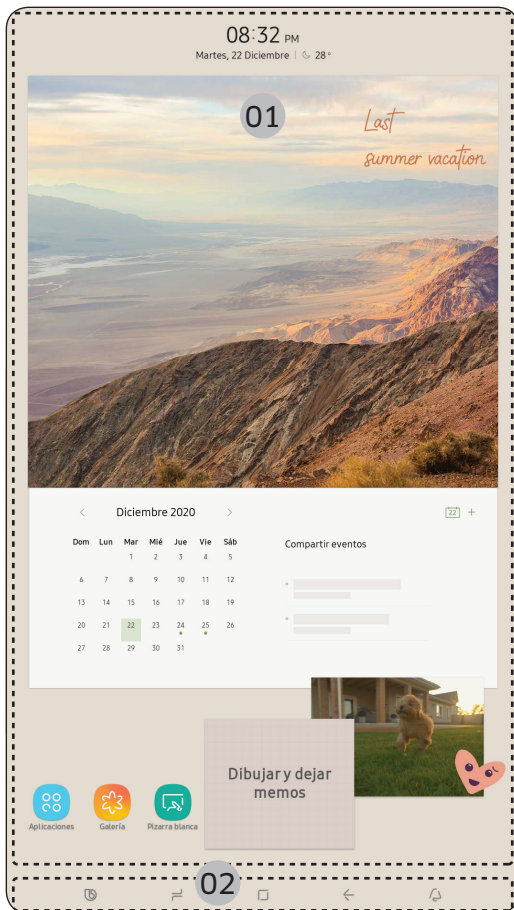 08:32 PM
Martes, 22 Diciembre | 28°
01
Last
summer vacation
< Diciembre 2020 >
22 +
Dom Lun Mar Mié Jue Vie Sáb
1 2 3 4 5
6 7 8 9 10 11 12
13 14 15 16 17 18 19
20 21 22 23 24 25 26
27 28 29 30 31
Compartir eventos
Dibujar y dejar
memos
Aplicaciones Galería Pizarra bianca
02